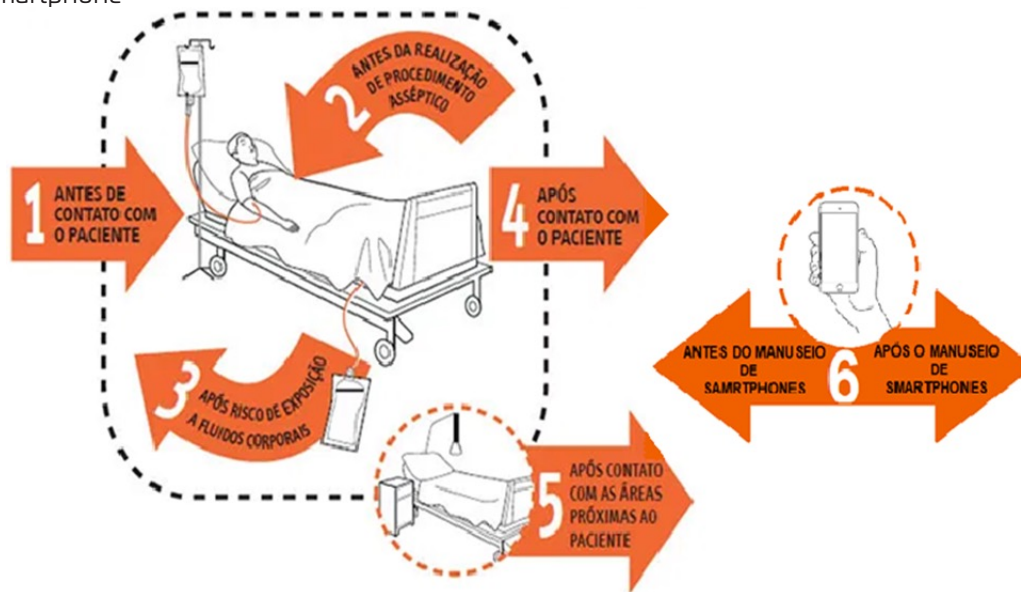 martphone
1
ANTES DE
CONTATO COM
O PACIENTE
2
ANTES DA REALIZAÇÃO
DE PROCEDIMENTO
ASSÉPTICO
3
APÓS RISCO DE EXPOSIÇÃO
A FLUIDOS CORPORAIS
4
APÓS
CONTATO COM
O PACIENTE
5
APÓS CONTATO
COM AS ÁREAS
PRÓXIMAS AO
PACIENTE
ANTES DO MANUSEIO
DE
SAMRTPHONES
6
APÓS O MANUSEIO
DE
SMARTPHONES